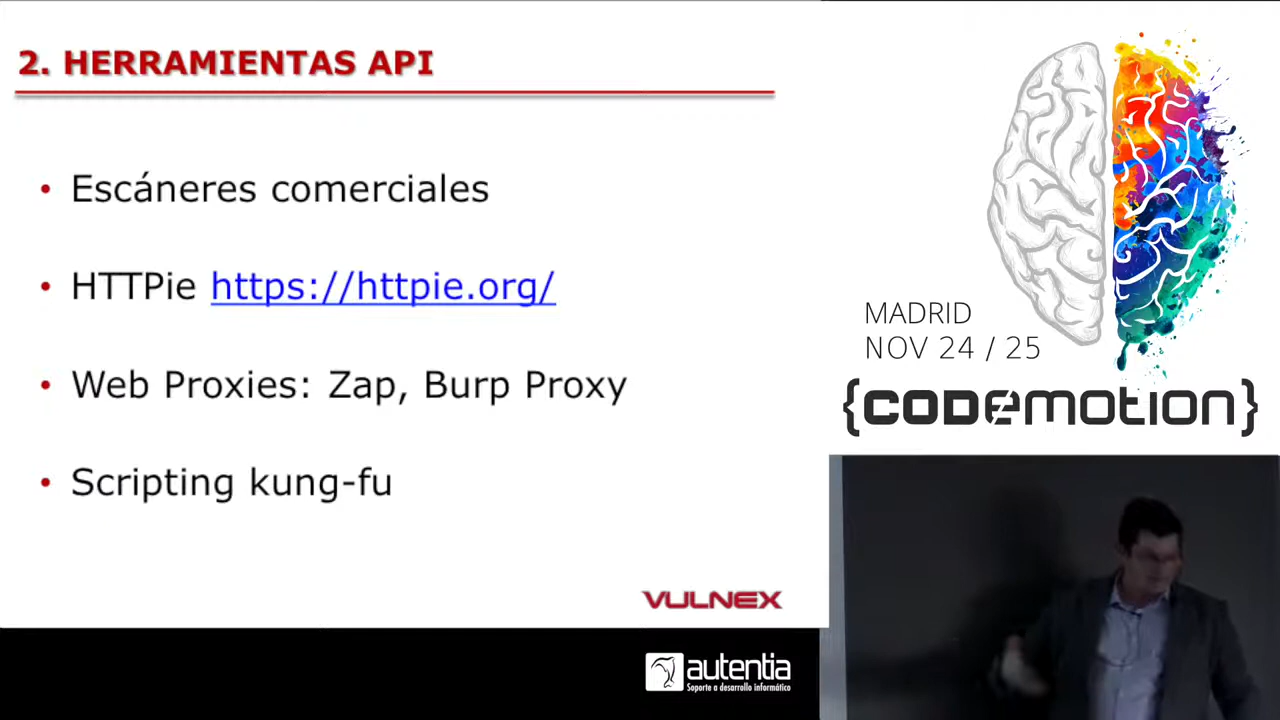 2. HERRAMIENTAS API
• Escáneres comerciales
• HTTPie https://httpie.org/
• Web Proxies: Zap, Burp Proxy
• Scripting kung-fu
VULNEX
autentia
Soporte a desarrollo informático
MADRID
NOV 24 / 25
{CODEMOTION}